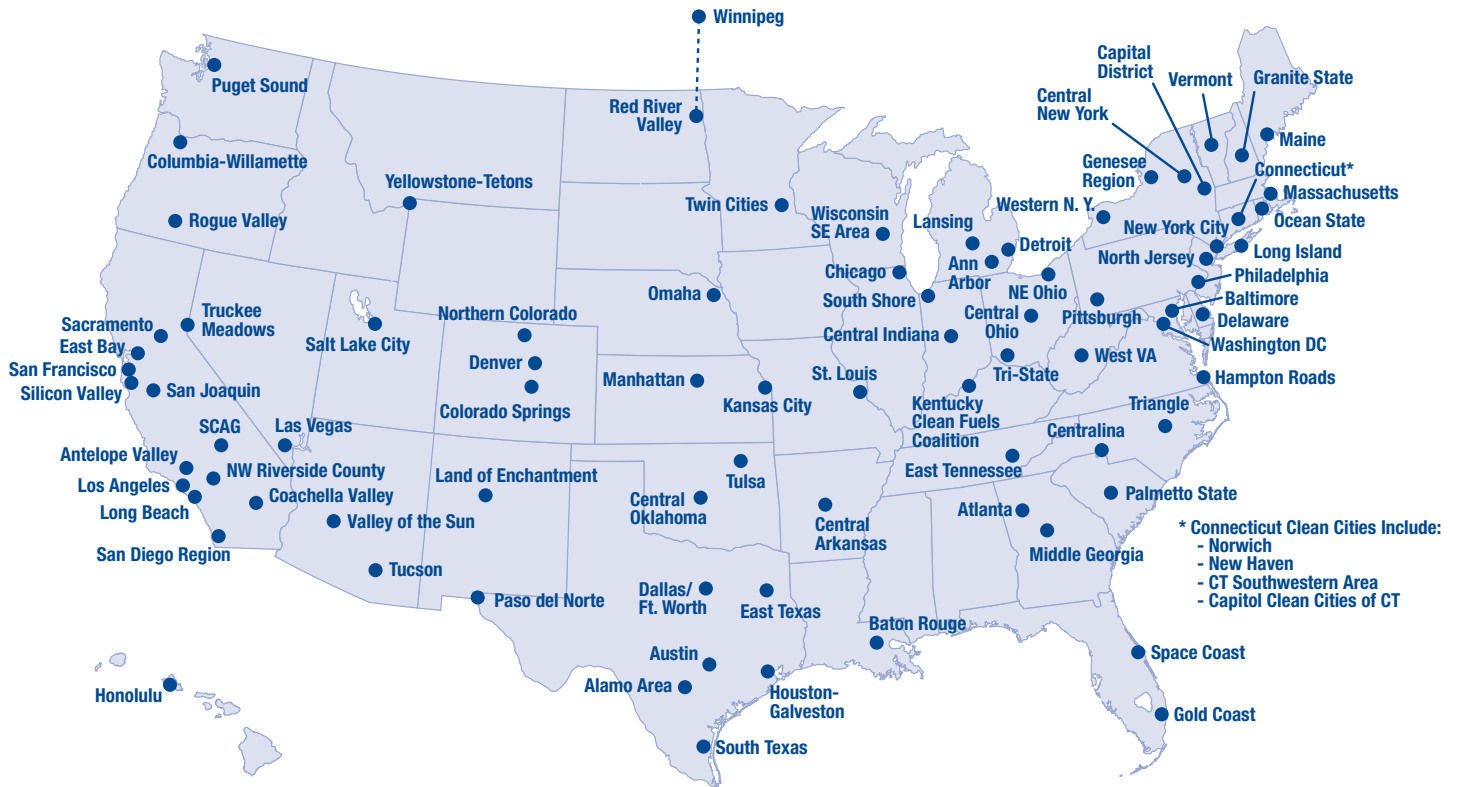 Winnipeg
Puget Sound
Red River
Valley
Capital
District
Vermont
Granite State
Central
New York
Maine
Columbia-Willamette
Genesee
Region
Connecticut*
Yellowstone-Tetons
Massachusetts
Rogue Valley
Twin Cities
Wisconsin
SE Area
Lansing
Western N. Y.
Ocean State
New York City
Detroit
Long Island
North Jersey
Chicago
Ann
Arbor
Philadelphia
Omaha
South Shore
NE Ohio
Baltimore
Truckee
Meadows
Northern Colorado
Central
Ohio
Pittsburgh
Delaware
Sacramento
East Bay
Salt Lake City
Central Indiana
Washington DC
Denver
West VA
San Francisco
Silicon Valley
San Joaquin
Manhattan
St. Louis
Tri-State
Hampton Roads
Colorado Springs
Kansas City
Kentucky
Clean Fuels
Coalition
Triangle
SCAG
Las Vegas
Centralina
Antelope Valley
NW Riverside County
Land of Enchantment
Tulsa
East Tennessee
Los Angeles
Coachella Valley
Long Beach
Central
Oklahoma
Palmetto State
Valley of the Sun
Central
Arkansas
Atlanta
San Diego Region
Middle Georgia
* Connecticut Clean Cities Include:
- Norwich
- New Haven
- CT Southwestern Area
- Capitol Clean Cities of CT
Tucson
Paso del Norte
Dallas/
Ft. Worth
East Texas
Baton Rouge
Austin
Space Coast
Alamo Area
Honolulu
Houston-
Galveston
Gold Coast
South Texas